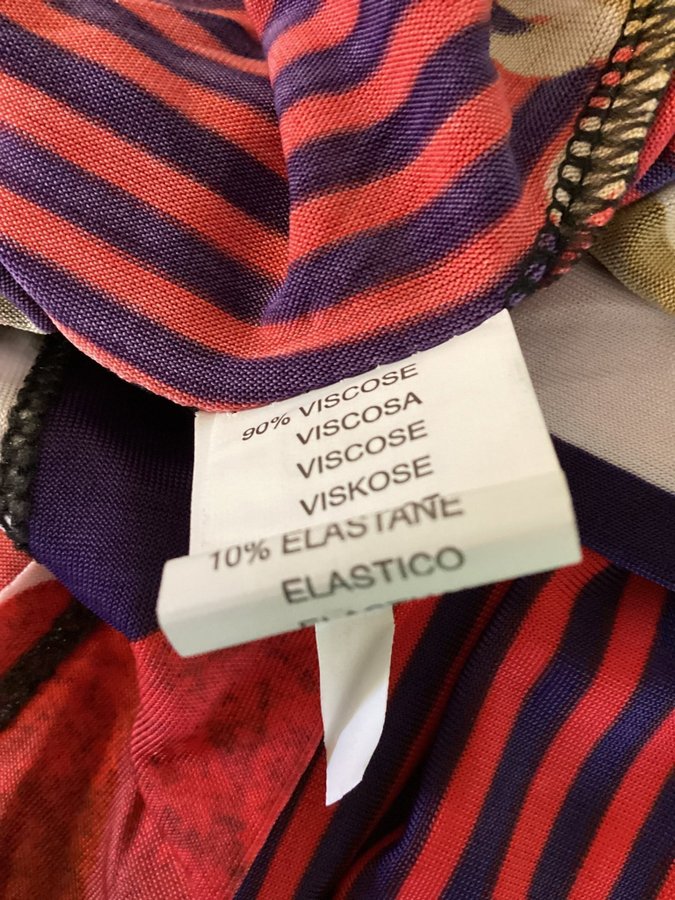 90% VISCOSE
VISCOSA
VISCOSE
VISKOSE
10% ELASTANE
ELASTICO